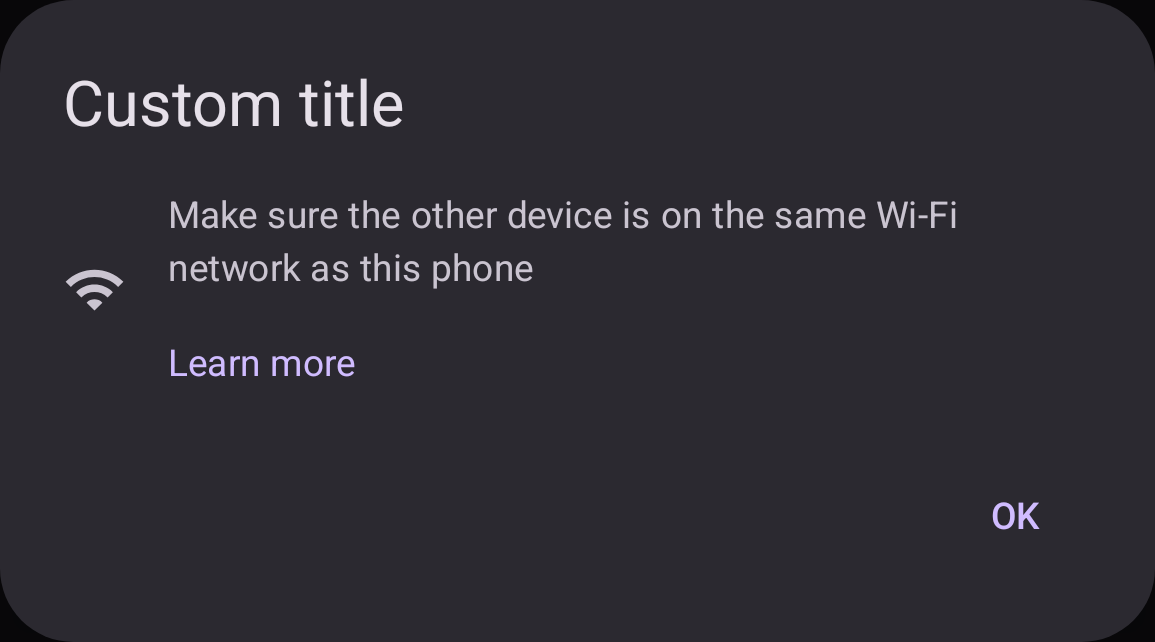 Custom title
Make sure the other device is on the same Wi-Fi
network as this phone
Learn more
OK